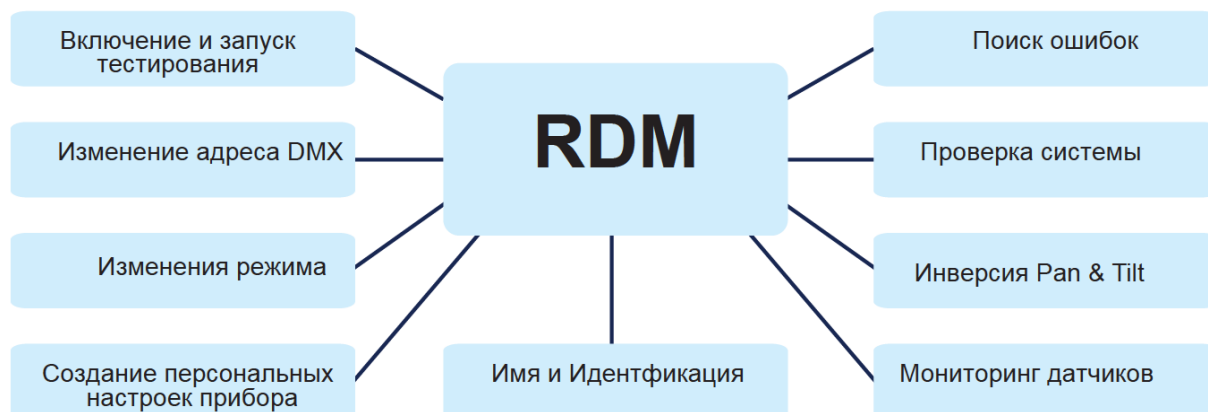 Включение и запуск
тестирования
Изменение адреса DMX
Изменения режима
Создание персональных
настроек прибора
RDM
Имя и Идентфикация
Поиск ошибок
Проверка системы
Инверсия Pan & Tilt
Мониторинг датчиков